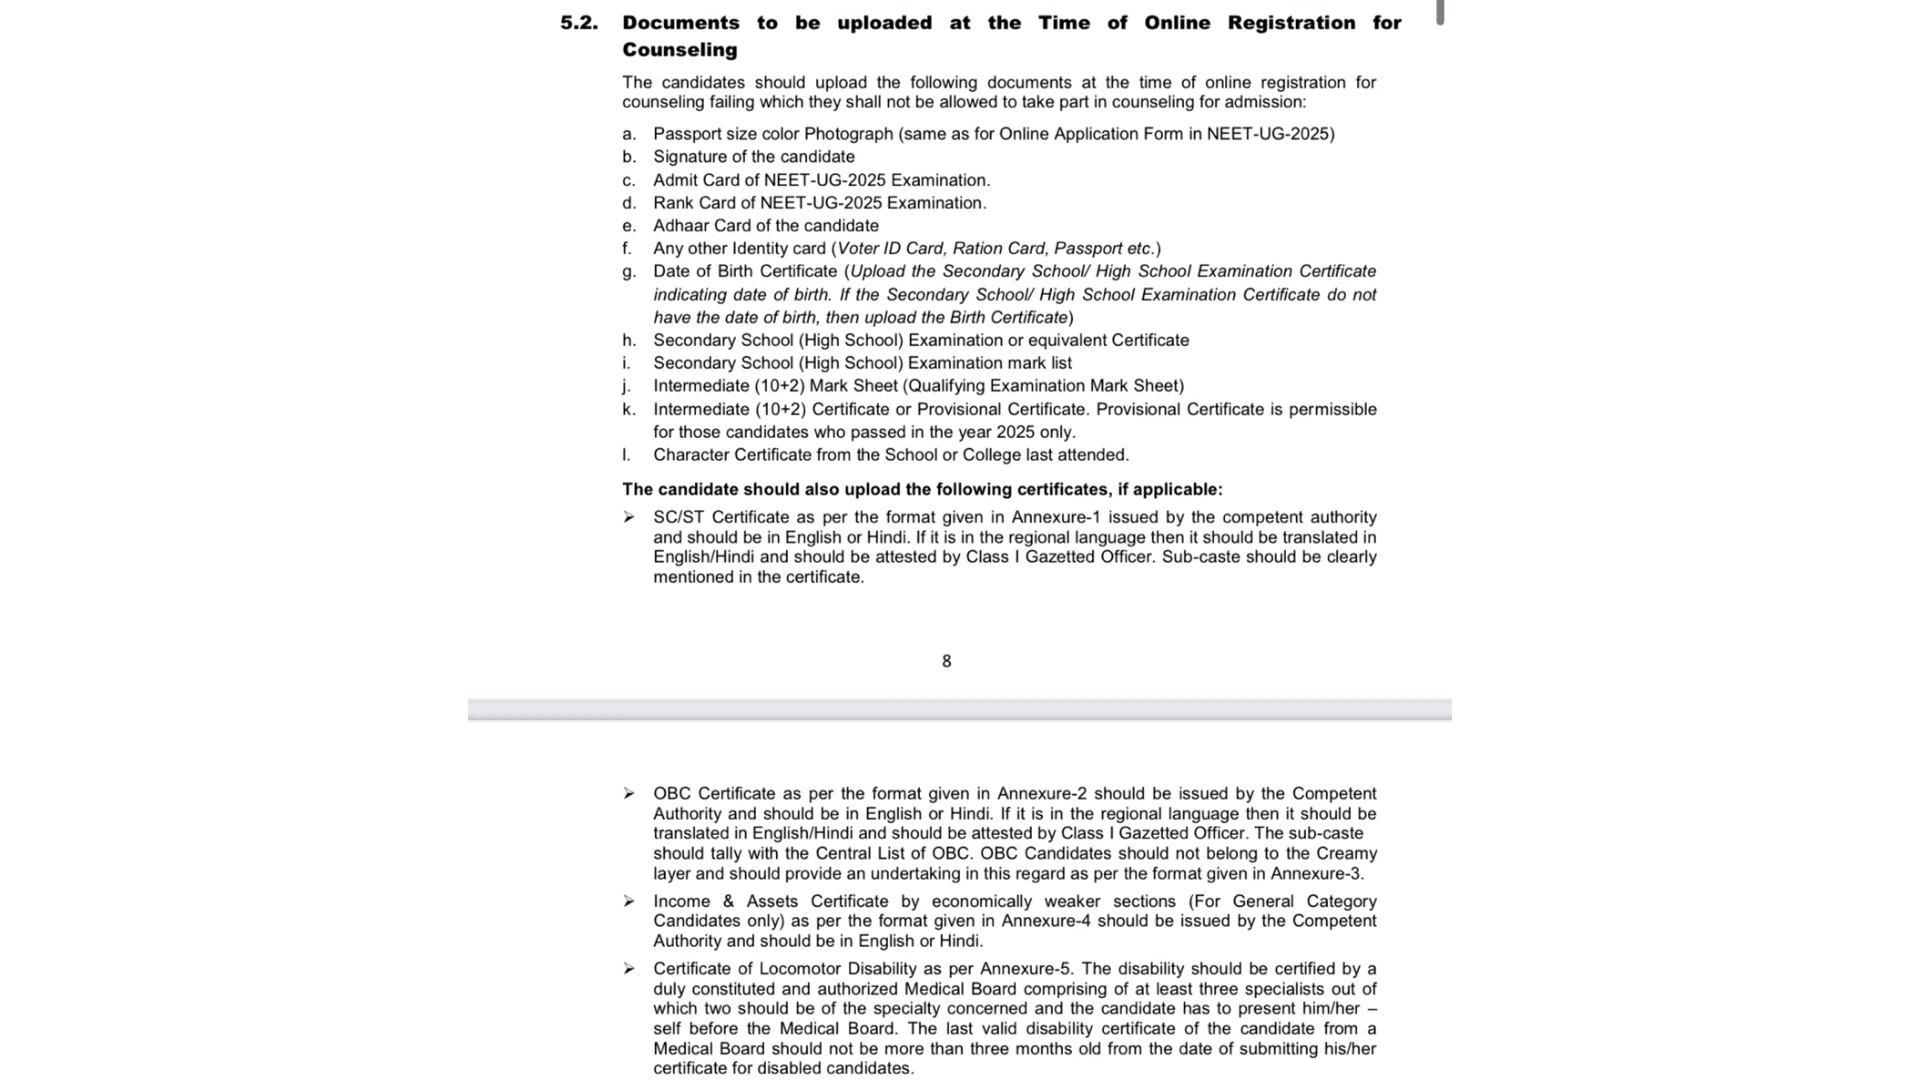 5.2. Documents to be uploaded at the Time of Online Registration for
Counseling
The candidates should upload the following documents at the time of online registration for
counseling failing which they shall not be allowed to take part in counseling for admission:
a. Passport size color Photograph (same as for Online Application Form in NEET-UG-2025)
b. Signature of the candidate
c. Admit Card of NEET-UG-2025 Examination.
d. Rank Card of NEET-UG-2025 Examination.
e. Adhaar Card of the candidate
f. Any other Identity card (Voter ID Card, Ration Card, Passport etc.)
g. Date of Birth Certificate (Upload the Secondary School/ High School Examination Certificate
indicating date of birth. If the Secondary School/ High School Examination Certificate do not
have the date of birth, then upload the Birth Certificate)
h. Secondary School (High School) Examination or equivalent Certificate
i. Secondary School (High School) Examination mark list
j. Intermediate (10+2) Mark Sheet (Qualifying Examination Mark Sheet)
k. Intermediate (10+2) Certificate or Provisional Certificate. Provisional Certificate is permissible
for those candidates who passed in the year 2025 only.
l. Character Certificate from the School or College last attended.
The candidate should also upload the following certificates, if applicable:
➢ SC/ST Certificate as per the format given in Annexure-1 issued by the competent authority
and should be in English or Hindi. If it is in the regional language then it should be translated in
English/Hindi and should be attested by Class I Gazetted Officer. Sub-caste should be clearly
mentioned in the certificate.
8
➢ OBC Certificate as per the format given in Annexure-2 should be issued by the Competent
Authority and should be in English or Hindi. If it is in the regional language then it should be
translated in English/Hindi and should be attested by Class I Gazetted Officer. The sub-caste
should tally with the Central List of OBC. OBC Candidates should not belong to the Creamy
layer and should provide an undertaking in this regard as per the format given in Annexure-3.
➢ Income & Assets Certificate by economically weaker sections (For General Category
Candidates only) as per the format given in Annexure-4 should be issued by the Competent
Authority and should be in English or Hindi.
➢ Certificate of Locomotor Disability as per Annexure-5. The disability should be certified by a
duly constituted and authorized Medical Board comprising of at least three specialists out of
which two should be of the specialty concerned and the candidate has to present him/her –
self before the Medical Board. The last valid disability certificate of the candidate from a
Medical Board should not be more than three months old from the date of submitting his/her
certificate for disabled candidates.